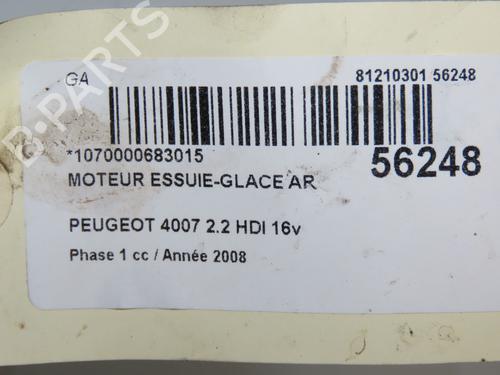 GA
81210301 56248
*1070000683015
56248
MOTEUR ESSUIE-GLACE AR
PEUGEOT 4007 2.2 HDI 16v
Phase 1 cc / Année 2008
B-PARTS